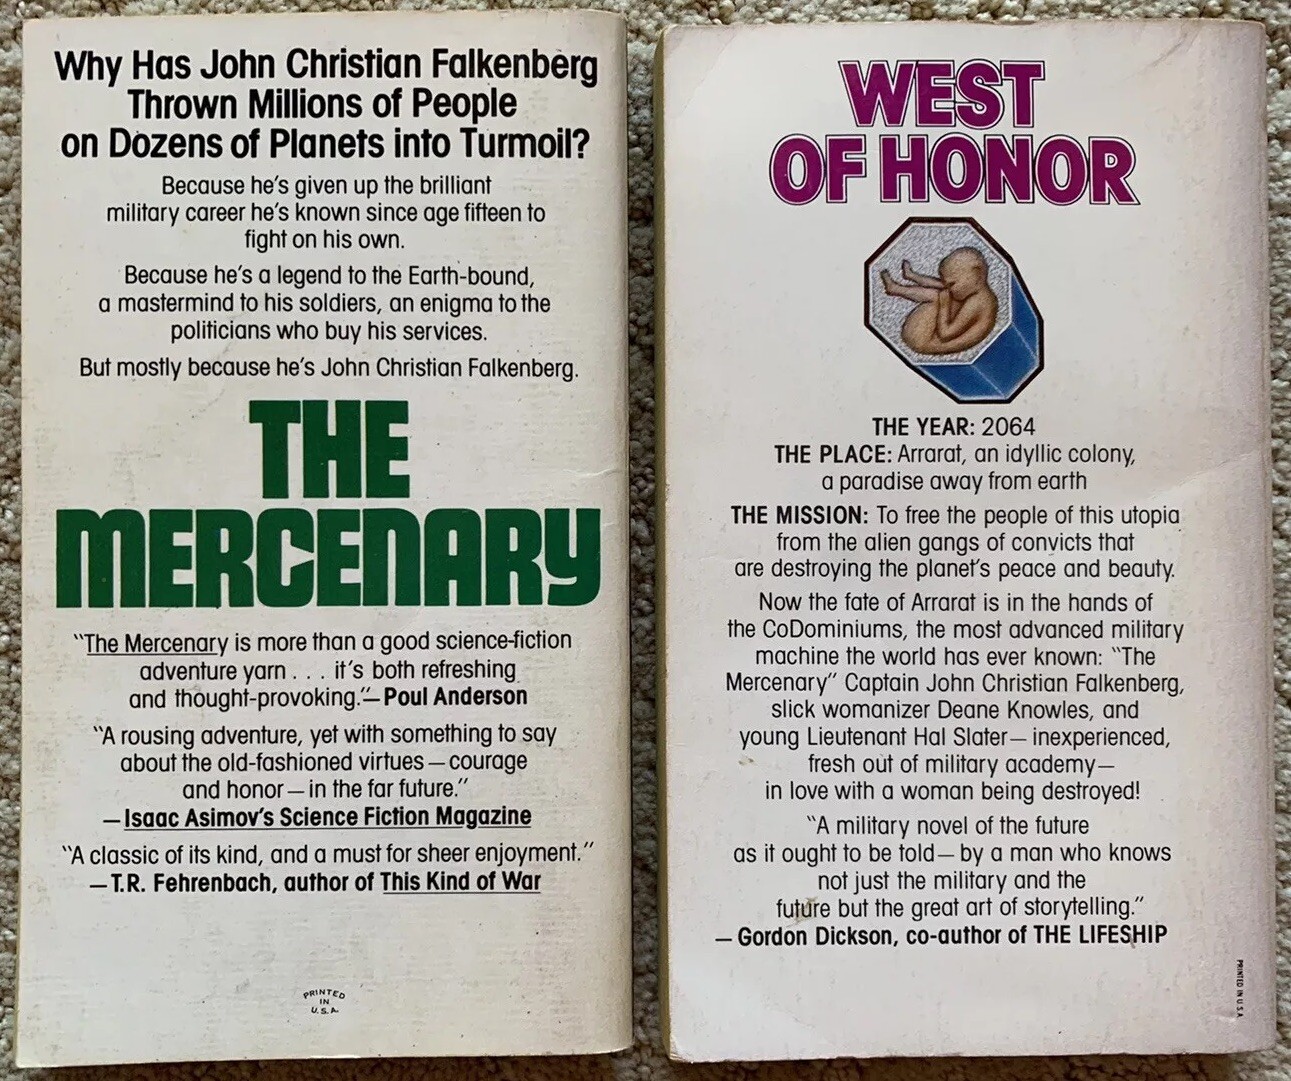 Why Has John Christian Falkenberg
Thrown Millions of People
on Dozens of Planets into Turmoil?
Because he's given up the brilliant
military career he's known since age fifteen to
fight on his own.
Because he's a legend to the Earth-bound,
a mastermind to his soldiers, an enigma to the
politicians who buy his services.
But mostly because he's John Christian Falkenberg.
THE
MERCENARY
"The Mercenary is more than a good science-fiction
adventure yarn . . . it's both refreshing
and thought-provoking."—Poul Anderson
"A rousing adventure, yet with something to say
about the old-fashioned virtues—courage
and honor—in the far future."
—Isaac Asimov's Science Fiction Magazine
"A classic of its kind, and a must for sheer enjoyment."
—T.R. Fehrenbach, author of This Kind of War
PRINTED
IN
U.S.A.
WEST
OF HONOR
THE YEAR: 2064
THE PLACE: Arrarat, an idyllic colony,
a paradise away from earth
THE MISSION: To free the people of this utopia
from the alien gangs of convicts that
are destroying the planet's peace and beauty.
Now the fate of Arrarat is in the hands of
the CoDominiums, the most advanced military
machine the world has ever known: "The
Mercenary" Captain John Christian Falkenberg,
slick womanizer Deane Knowles, and
young Lieutenant Hal Slater—inexperienced,
fresh out of military academy—
in love with a woman being destroyed!
"A military novel of the future
as it ought to be told—by a man who knows
not just the military and the
future but the great art of storytelling."
—Gordon Dickson, co-author of THE LIFESHIP
PRINTED IN U.S.A.